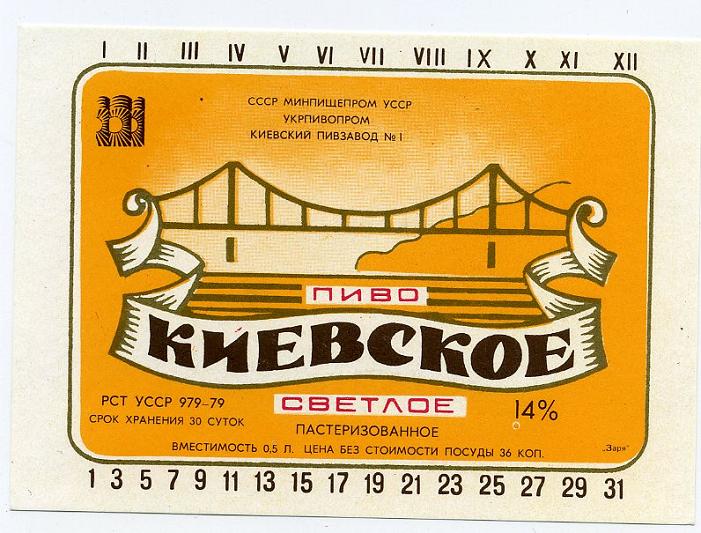 I II III IV V VI VII VIII IX X XI XII
СССР МИНПИЩЕПРОМ УССР
УКРПИВОПРОМ
КИЕВСКИЙ ПИВЗАВОД №1
ПИВО
КИЕВСКОЕ
СВЕТЛОЕ
РСТ УССР 979-79
14%
СРОК ХРАНЕНИЯ 30 СУТОК
ПАСТЕРИЗОВАННОЕ
ВМЕСТИМОСТЬ 0,5 Л. ЦЕНА БЕЗ СТОИМОСТИ ПОСУДЫ 36 КОП.
„Заря"
1 3 5 7 9 11 13 15 17 19 21 23 25 27 29 31